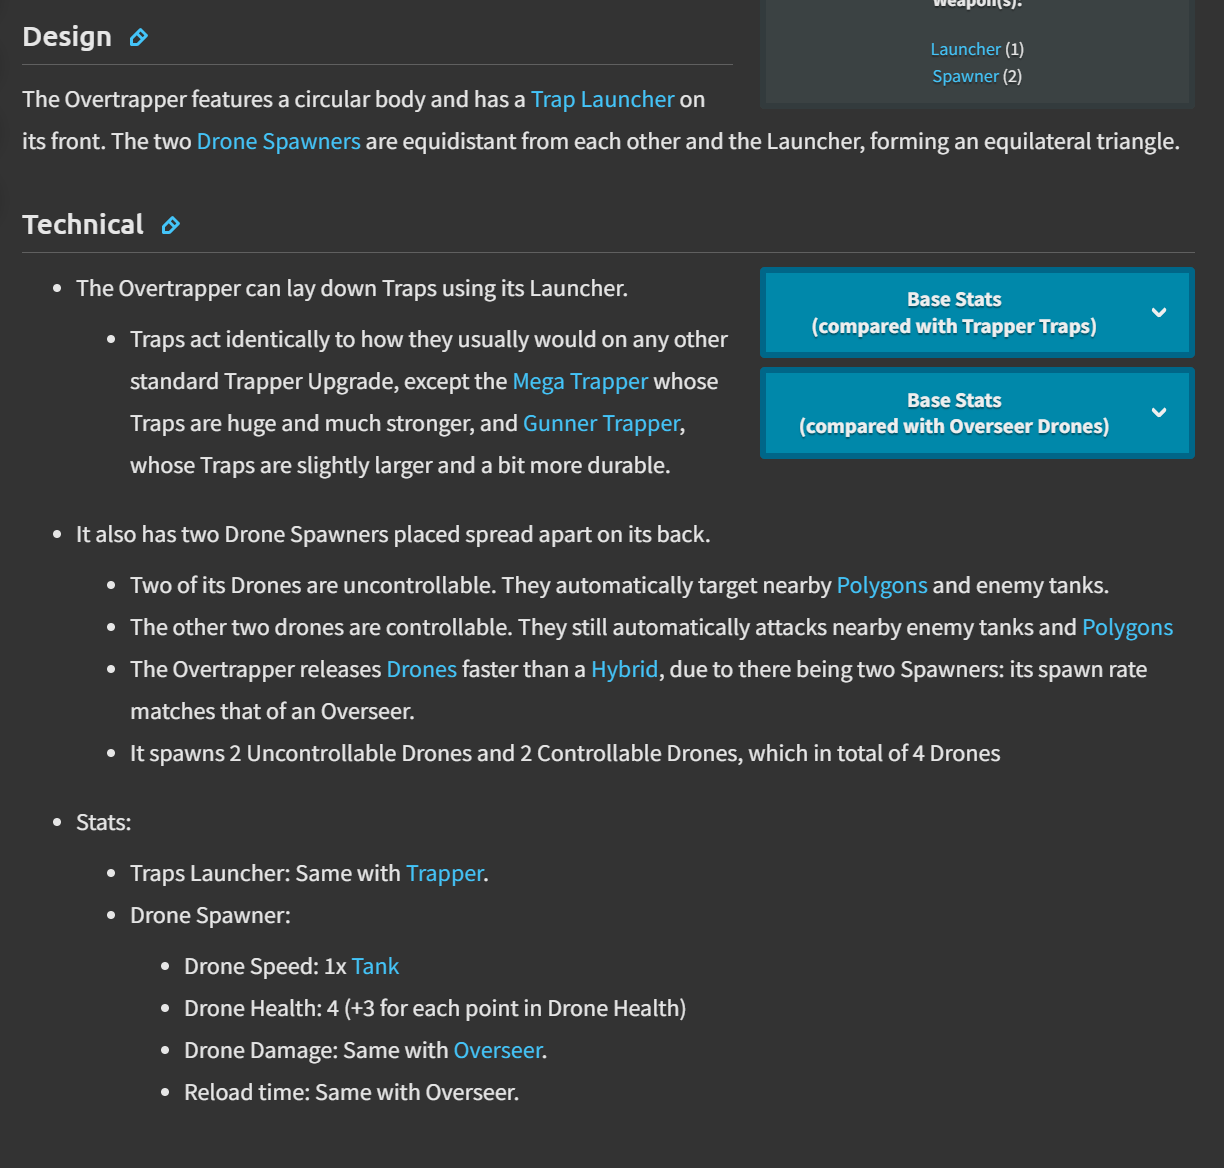 Weapon(s):
Launcher (1)
Spawner (2)
Design
The Overtrapper features a circular body and has a Trap Launcher on
its front. The two Drone Spawners are equidistant from each other and the Launcher, forming an equilateral triangle.
Technical
Base Stats
(compared with Trapper Traps)
Base Stats
(compared with Overseer Drones)
The Overtrapper can lay down Traps using its Launcher.
Traps act identically to how they usually would on any other
standard Trapper Upgrade, except the Mega Trapper whose
Traps are huge and much stronger, and Gunner Trapper,
whose Traps are slightly larger and a bit more durable.
It also has two Drone Spawners placed spread apart on its back.
Two of its Drones are uncontrollable. They automatically target nearby Polygons and enemy tanks.
The other two drones are controllable. They still automatically attacks nearby enemy tanks and Polygons
The Overtrapper releases Drones faster than a Hybrid, due to there being two Spawners: its spawn rate
matches that of an Overseer.
It spawns 2 Uncontrollable Drones and 2 Controllable Drones, which in total of 4 Drones
Stats:
Traps Launcher: Same with Trapper.
Drone Spawner:
Drone Speed: 1x Tank
Drone Health: 4 (+3 for each point in Drone Health)
Drone Damage: Same with Overseer.
Reload time: Same with Overseer.